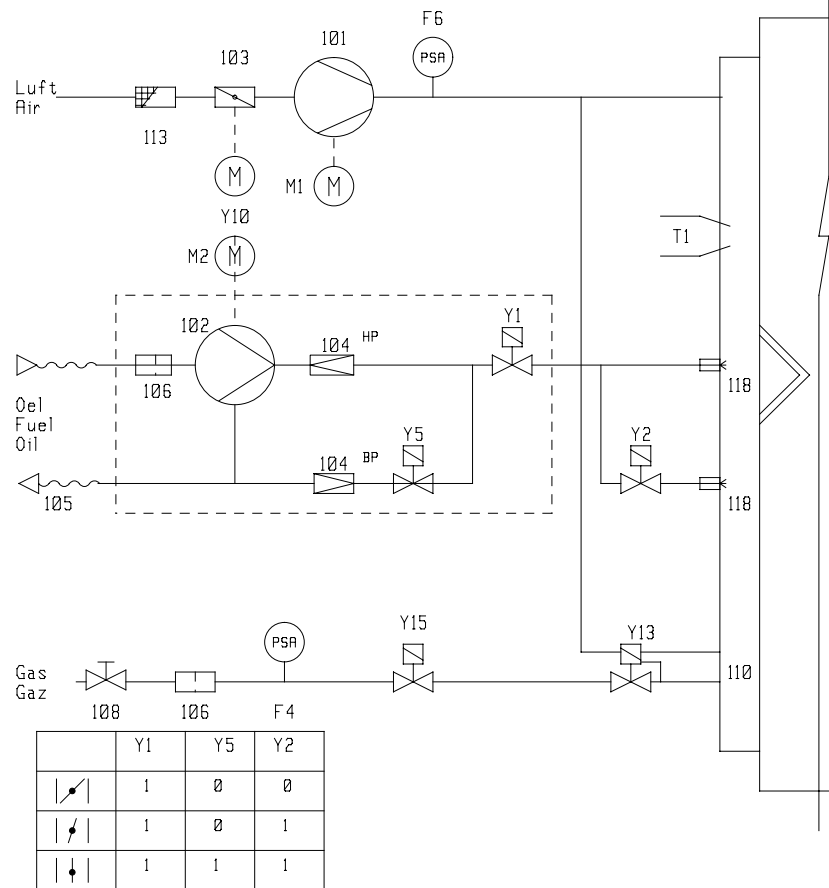 F6
101
103
PSA
Luft
Air
113
M1
M
M
Y10
M2
M
T1
102
Y1
HP
104
106
118
Oel
Fuel
Oil
Y5
Y2
BP
104
105
118
Y15
Y13
PSA
Gas
Gaz
110
108
106
F4
Y1 Y5 Y2
1 0 0
1 0 1
1 1 1